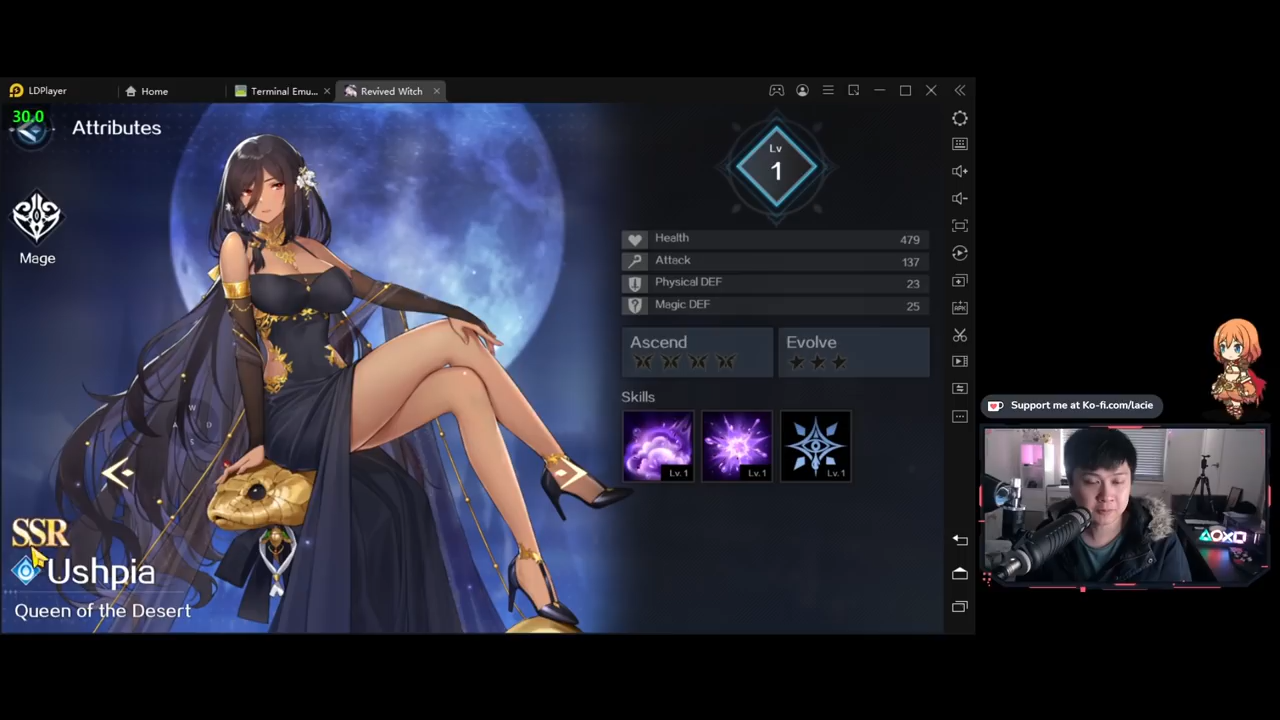 LDPlayer
Home
Terminal Emu...
Revived Witch
30.0
Attributes
Mage
Lv
1
Health 479
Attack 137
Physical DEF 23
Magic DEF 25
Ascend
Evolve
Skills
Lv.1
Lv.1
Lv.1
W
A D
S
SSR
Ushpia
Queen of the Desert
APK
Support me at Ko-fi.com/lacie